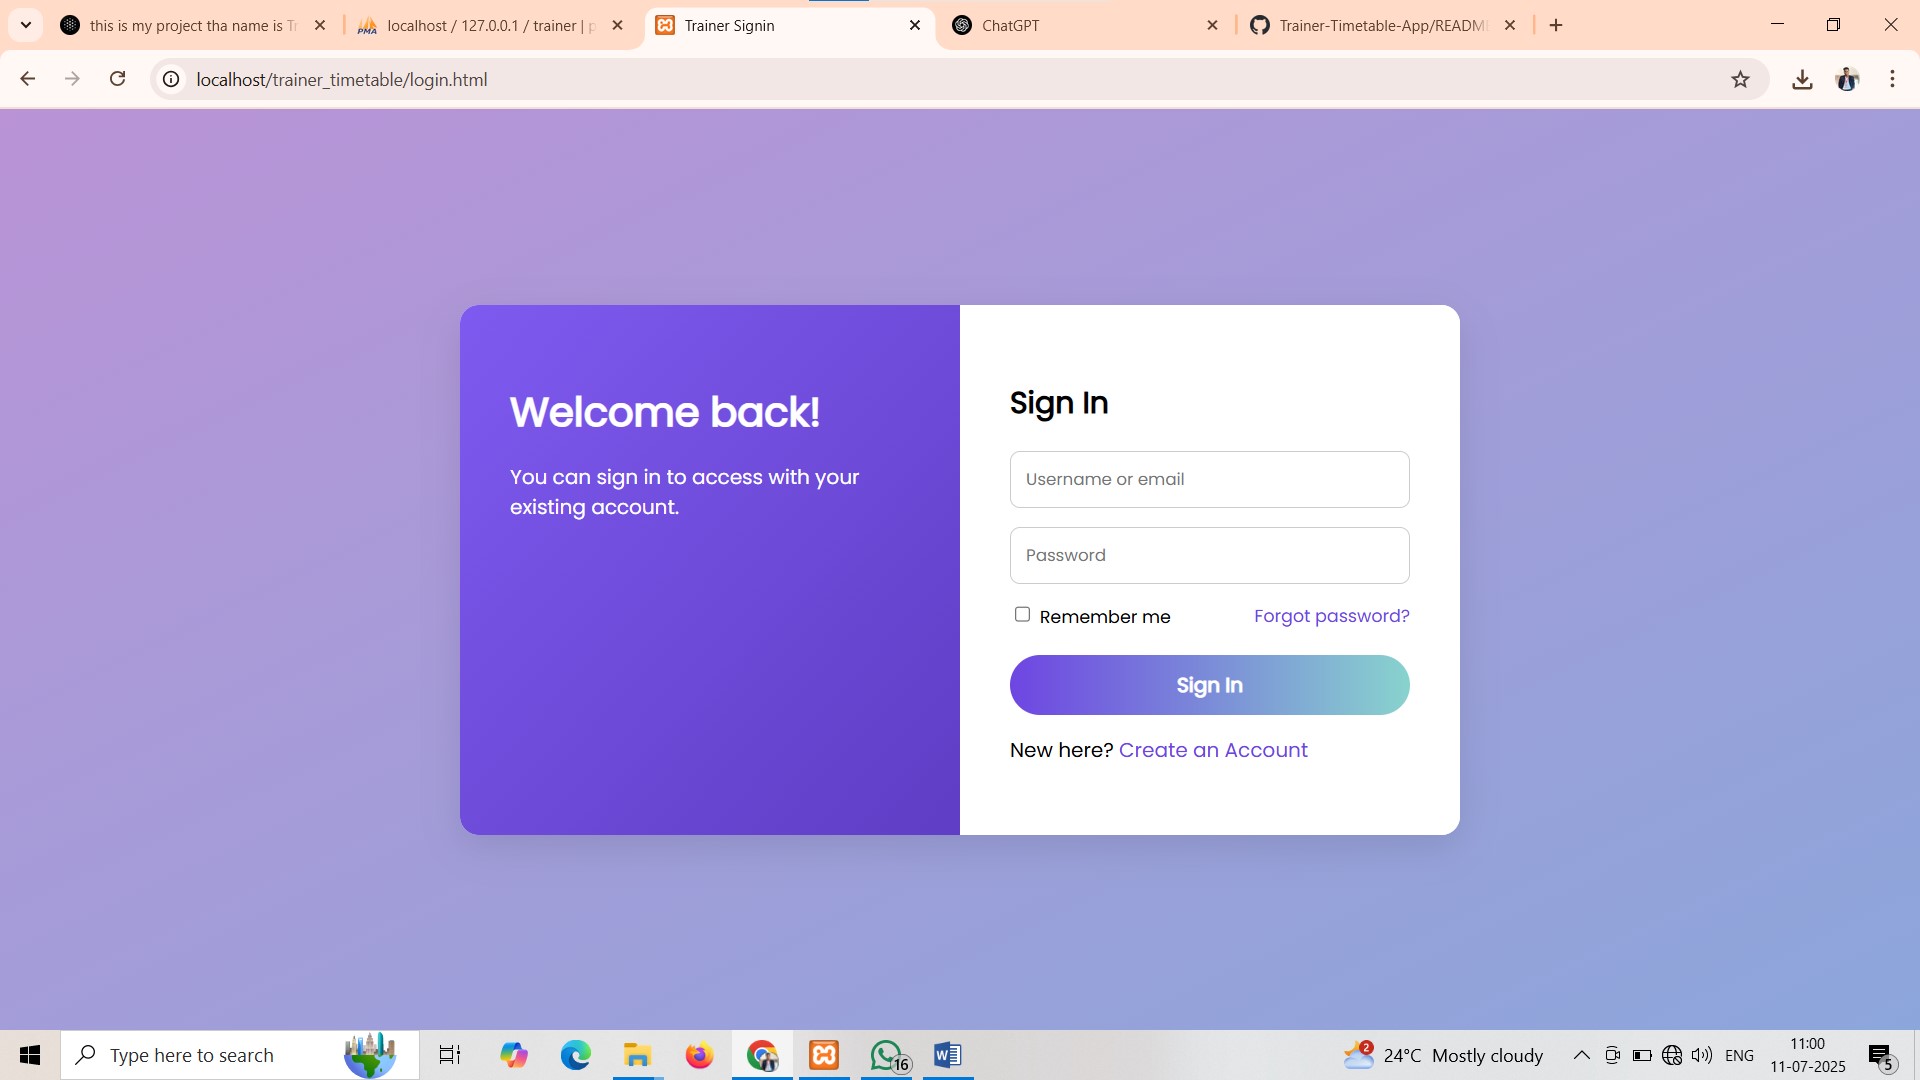 this is my project tha name is Tr
localhost / 127.0.0.1 / trainer | p
Trainer Signin
ChatGPT
Trainer-Timetable-App/README
localhost/trainer_timetable/login.html
Welcome back!
You can sign in to access with your
existing account.
Sign In
Username or email
Password
Remember me
Forgot password?
Sign In
New here? Create an Account
Type here to search
16
2
24°C Mostly cloudy
ENG
11:00
11-07-2025
5